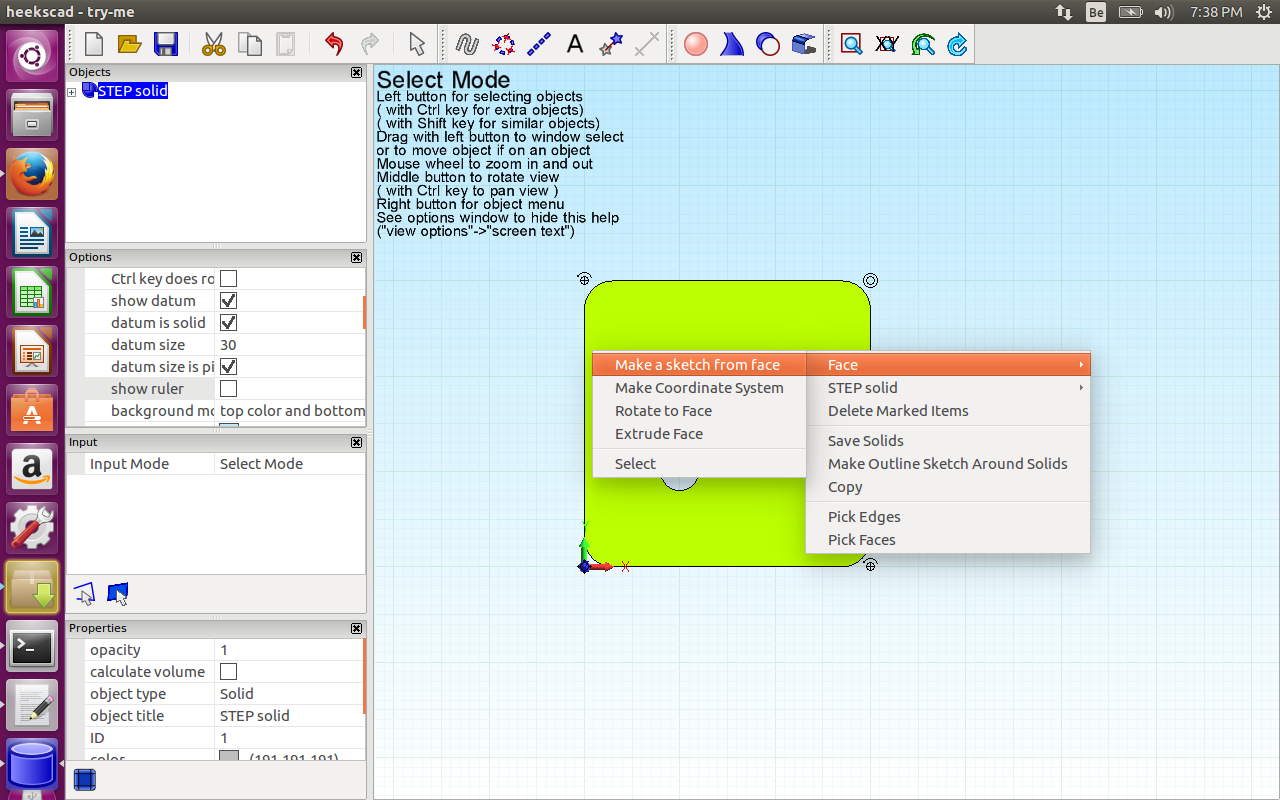 heekscad - try-me
Be
7:38 PM
A
Objects
STEP solid
Select Mode
Left button for selecting objects
( with Ctrl key for extra objects)
( with Shift key for similar objects)
Drag with left button to window select
or to move object if on an object
Mouse wheel to zoom in and out
Middle button to rotate view
( with Ctrl key to pan view )
Right button for object menu
See options window to hide this help
("view options"->"screen text")
Options
Ctrl key does ro
show datum
datum is solid
datum size 30
datum size is pi
show ruler
background mo top color and bottom
Input
Input Mode Select Mode
Properties
opacity 1
calculate volume
object type Solid
object title STEP solid
ID 1
color (191,191,191)
Make a sketch from face
Make Coordinate System
Rotate to Face
Extrude Face
Select
Face
STEP solid
Delete Marked Items
Save Solids
Make Outline Sketch Around Solids
Copy
Pick Edges
Pick Faces
X